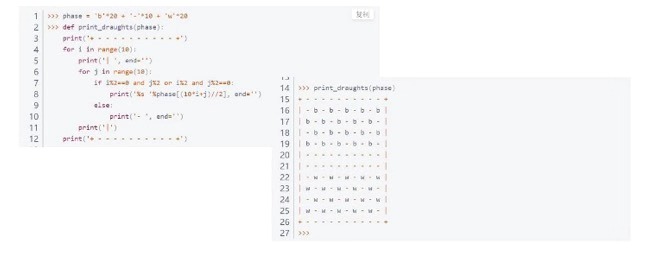 复制
1 >>> phase = 'b'*20 + '-'*10 + 'w'*20
2 >>> def print_draughts(phase):
3 print('+ - - - - - - - - - - +')
4 for i in range(10):
5 print('| ', end='')
6 for j in range(10):
7 if i%2==0 and j%2 or i%2 and j%2==0:
8 print('%s '%phase[(10*i+j)//2], end='')
9 else:
10 print('- ', end='')
11 print('|')
12 print('+ - - - - - - - - - - +')
13
14 >>> print_draughts(phase)
15 + - - - - - - - - - - +
16 | - b - b - b - b - b |
17 | b - b - b - b - b - |
18 | - b - b - b - b - b |
19 | b - b - b - b - b - |
20 | - - - - - - - - - - |
21 | - - - - - - - - - - |
22 | - w - w - w - w - w |
23 | w - w - w - w - w - |
24 | - w - w - w - w - w |
25 | w - w - w - w - w - |
26 + - - - - - - - - - - +
27 >>>